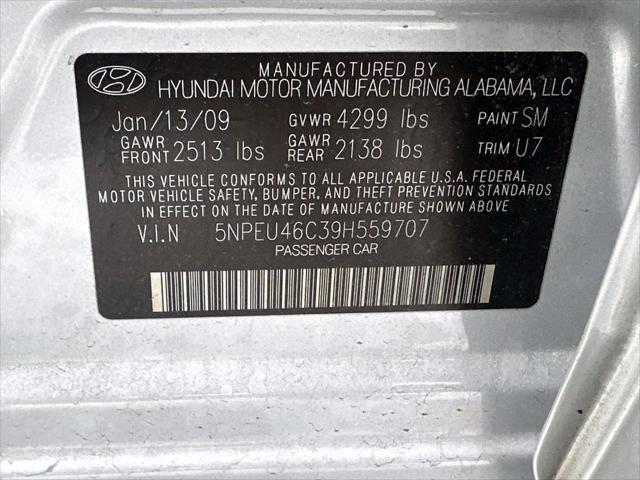 MANUFACTURED BY
HYUNDAI MOTOR MANUFACTURING ALABAMA, LLC
Jan/13/09 GVWR 4299 lbs PAINT SM
GAWR FRONT 2513 lbs GAWR REAR 2138 lbs TRIM U7
THIS VEHICLE CONFORMS TO ALL APPLICABLE U.S.A. FEDERAL
MOTOR VEHICLE SAFETY, BUMPER, AND THEFT PREVENTION STANDARDS
IN EFFECT ON THE DATE OF MANUFACTURE SHOWN ABOVE
V.I.N 5NPEU46C39H559707
PASSENGER CAR